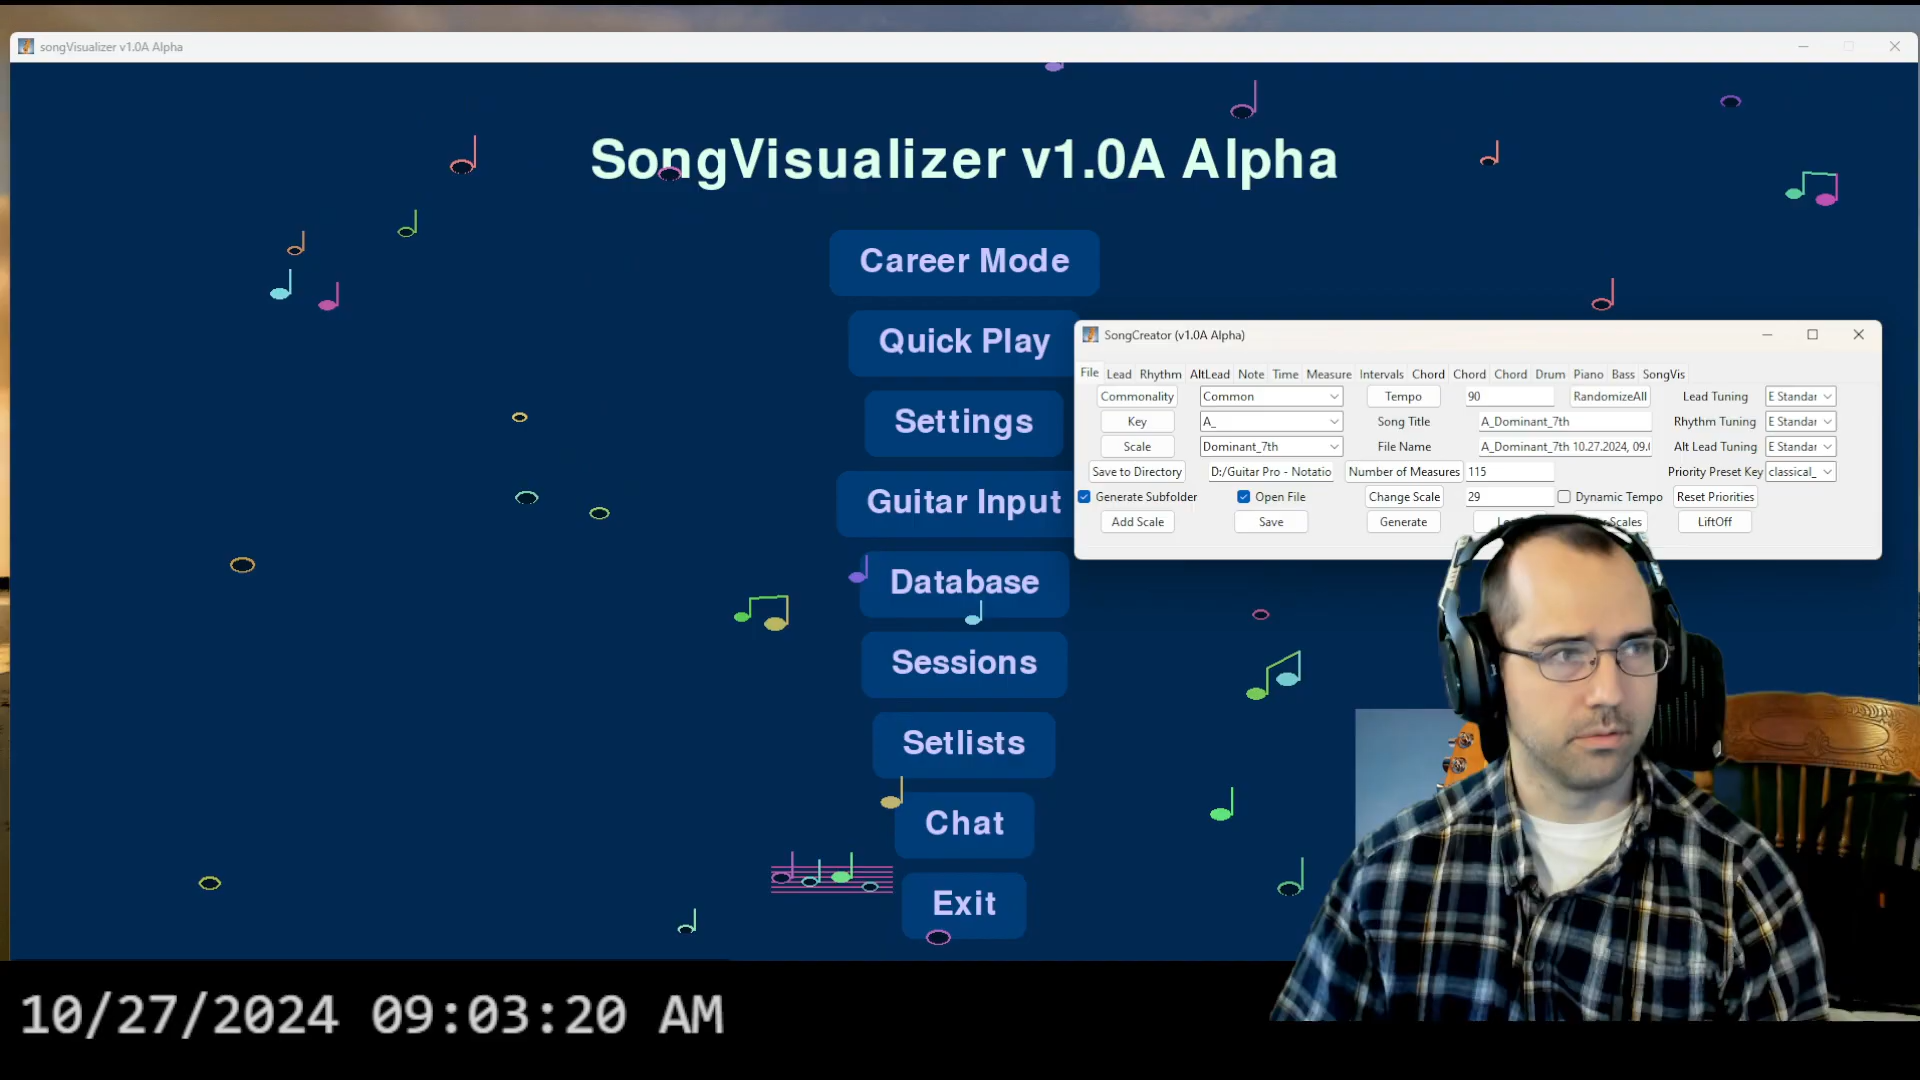 songVisualizer v1.0A Alpha
SongVisualizer v1.0A Alpha
Career Mode
Quick Play
Settings
Guitar Input
Database
Sessions
Setlists
Chat
Exit
SongCreator (v1.0A Alpha)
File Lead Rhythm AltLead Note Time Measure Intervals Chord Chord Chord Drum Piano Bass SongVis
Commonality Common Tempo 90 RandomizeAll Lead Tuning E Standar
Key A_ Song Title A_Dominant_7th Rhythm Tuning E Standar
Scale Dominant_7th File Name A_Dominant_7th 10.27.2024, 09. Alt Lead Tuning E Standar
Save to Directory D:/Guitar Pro - Notatio Number of Measures 115 Priority Preset Key classical_
Generate Subfolder Open File Change Scale 29 Dynamic Tempo Reset Priorities
Add Scale Save Generate Scales LiftOff
10/27/2024 09:03:20 AM